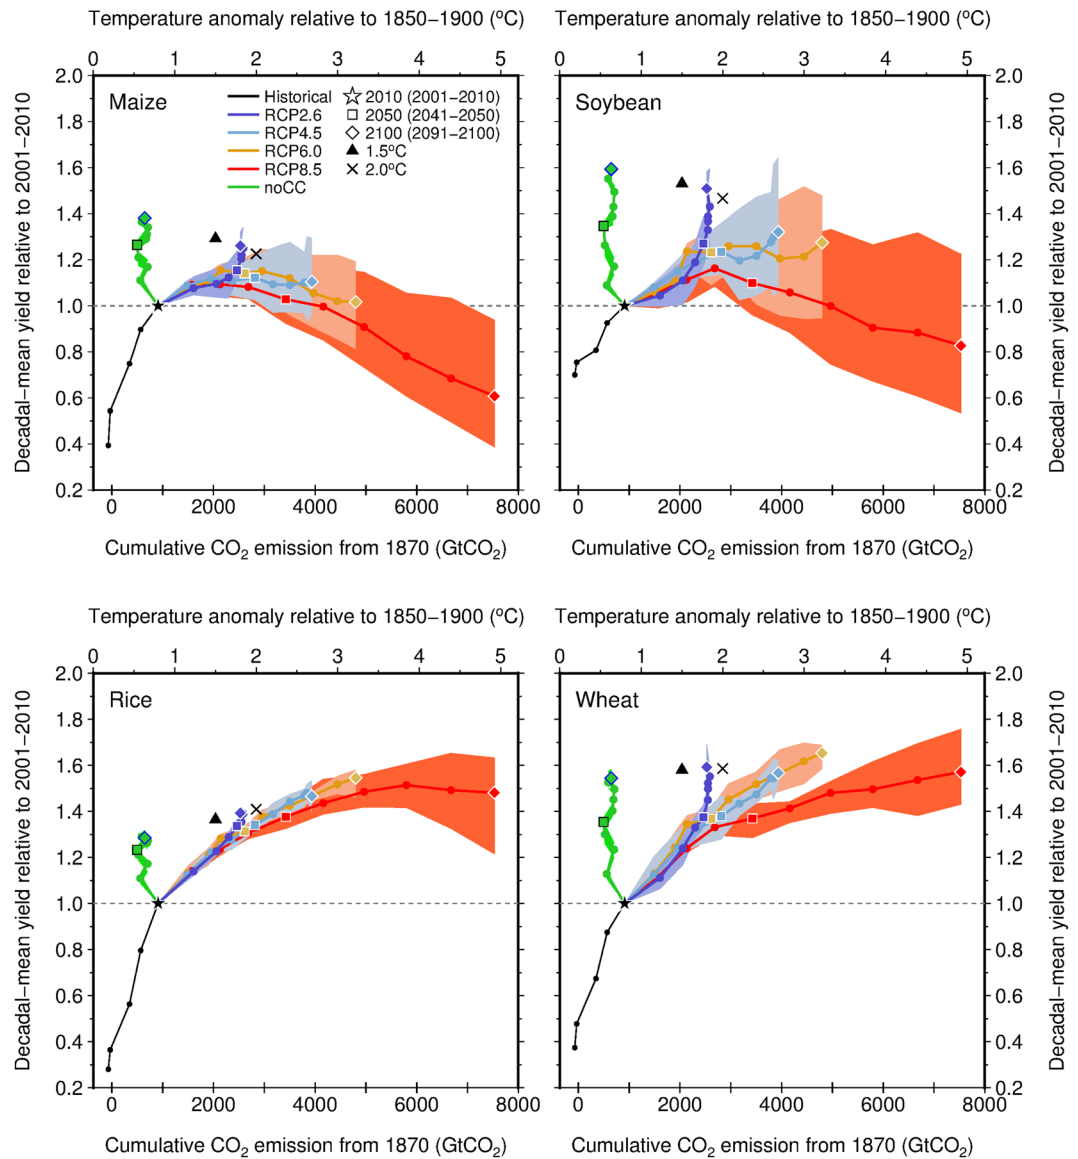 Temperature anomaly relative to 1850−1900 (ºC)
Temperature anomaly relative to 1850−1900 (ºC)
0 1 2 3 4 5
0 1 2 3 4 5
Decadal−mean yield relative to 2001−2010
2.0
1.8
1.6
1.4
1.2
1.0
0.8
0.6
0.4
0.2
Maize
Historical
RCP2.6
RCP4.5
RCP6.0
RCP8.5
noCC
2010 (2001−2010)
2050 (2041−2050)
2100 (2091−2100)
1.5ºC
2.0ºC
Soybean
2.0
1.8
1.6
1.4
1.2
1.0
0.8
0.6
0.4
0.2
Decadal−mean yield relative to 2001−2010
0 2000 4000 6000 8000
0 2000 4000 6000 8000
Cumulative CO2 emission from 1870 (GtCO2)
Cumulative CO2 emission from 1870 (GtCO2)
Temperature anomaly relative to 1850−1900 (ºC)
Temperature anomaly relative to 1850−1900 (ºC)
0 1 2 3 4 5
0 1 2 3 4 5
Decadal−mean yield relative to 2001−2010
2.0
1.8
1.6
1.4
1.2
1.0
0.8
0.6
0.4
0.2
Rice
Wheat
2.0
1.8
1.6
1.4
1.2
1.0
0.8
0.6
0.4
0.2
Decadal−mean yield relative to 2001−2010
0 2000 4000 6000 8000
0 2000 4000 6000 8000
Cumulative CO2 emission from 1870 (GtCO2)
Cumulative CO2 emission from 1870 (GtCO2)